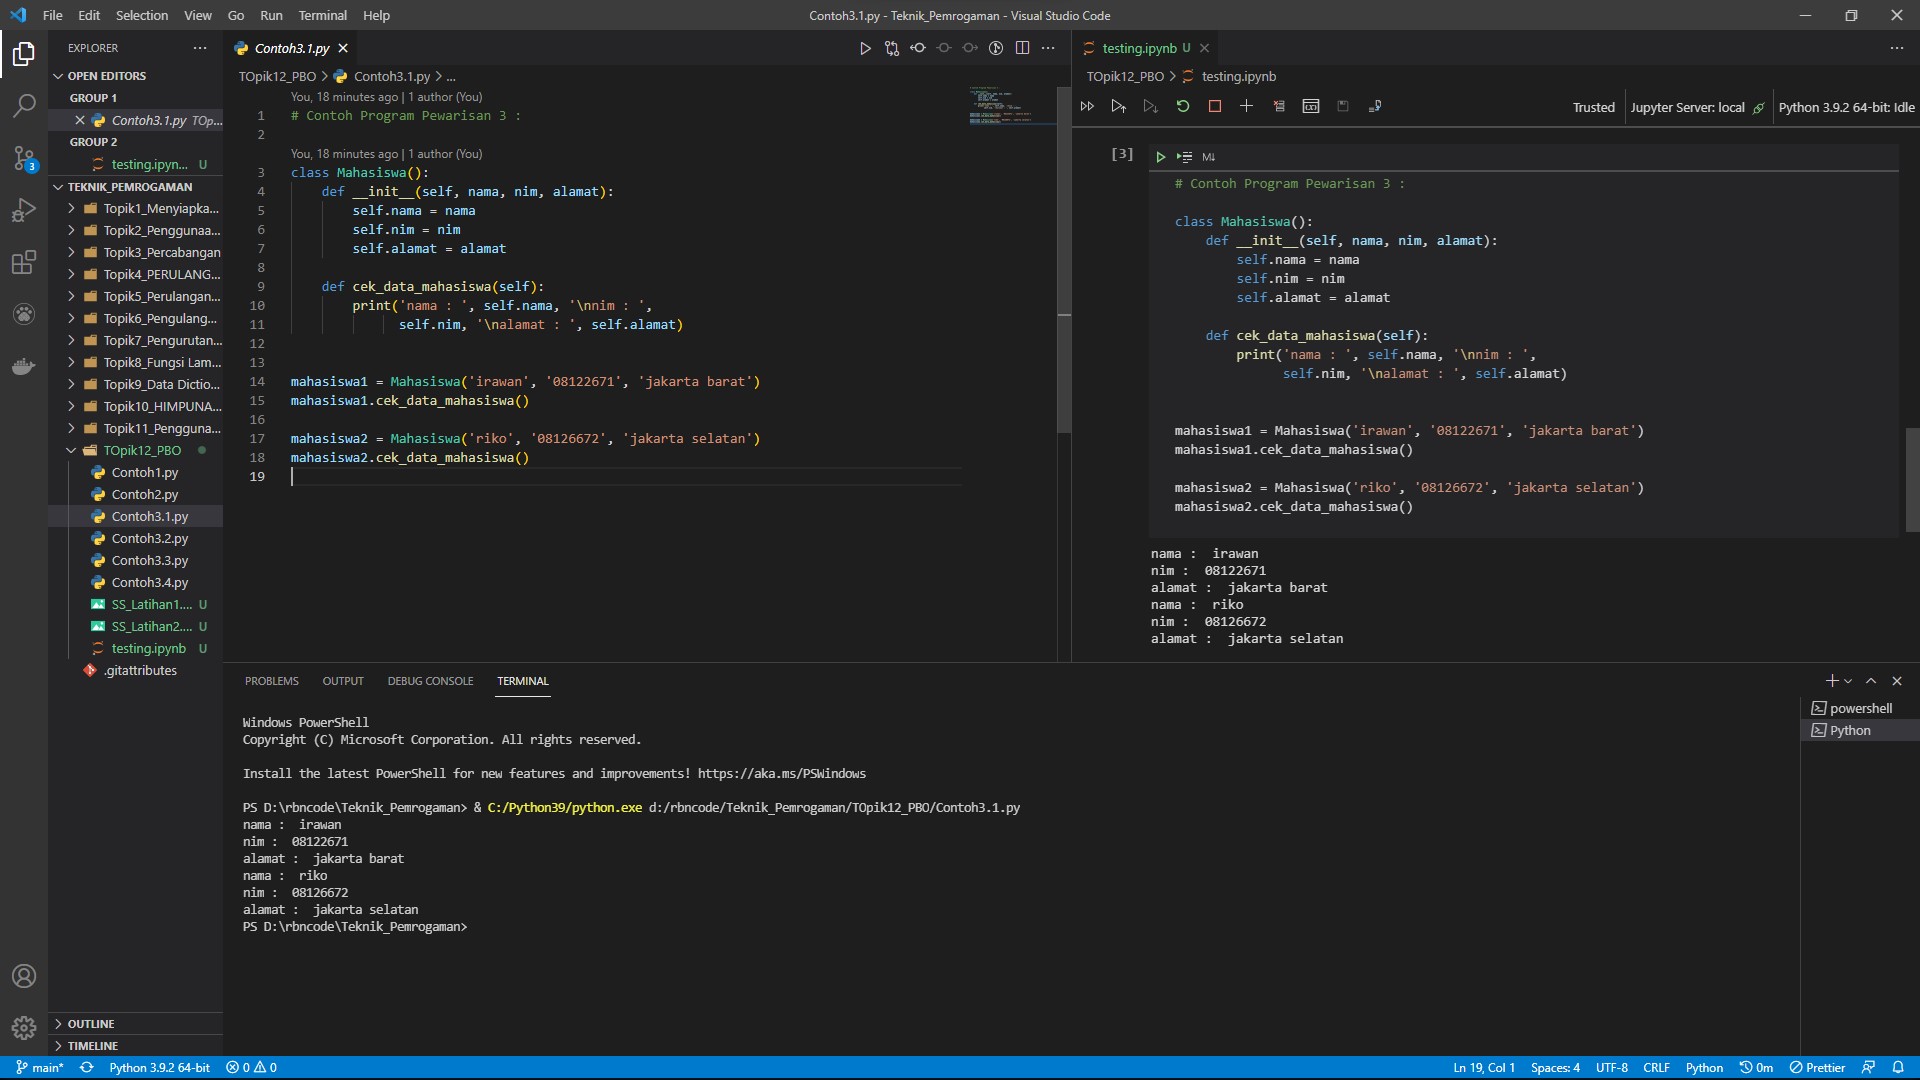 File Edit Selection View Go Run Terminal Help
Contoh3.1.py - Teknik_Pemrogaman - Visual Studio Code
EXPLORER
OPEN EDITORS
GROUP 1
Contoh3.1.py TOp...
GROUP 2
testing.ipyn... U
TEKNIK_PEMROGAMAN
Topik1_Menyiapka...
Topik2_Penggunaa...
Topik3_Percabangan
Topik4_PERULANG...
Topik5_Perulangan...
Topik6_Pengulang...
Topik7_Pengurutan...
Topik8_Fungsi Lam...
Topik9_Data Dictio...
Topik10_HIMPUNA...
Topik11_Pengguna...
TOpik12_PBO
Contoh1.py
Contoh2.py
Contoh3.1.py
Contoh3.2.py
Contoh3.3.py
Contoh3.4.py
SS_Latihan1.... U
SS_Latihan2.... U
testing.ipynb U
.gitattributes
OUTLINE
TIMELINE
3
Contoh3.1.py
TOpik12_PBO > Contoh3.1.py > ...
You, 18 minutes ago | 1 author (You)
1 # Contoh Program Pewarisan 3 :
2
You, 18 minutes ago | 1 author (You)
3 class Mahasiswa():
4     def __init__(self, nama, nim, alamat):
5         self.nama = nama
6         self.nim = nim
7         self.alamat = alamat
8
9     def cek_data_mahasiswa(self):
10         print('nama : ', self.nama, '\nnim : ',
11               self.nim, '\nalamat : ', self.alamat)
12
13
14 mahasiswa1 = Mahasiswa('irawan', '08122671', 'jakarta barat')
15 mahasiswa1.cek_data_mahasiswa()
16
17 mahasiswa2 = Mahasiswa('riko', '08126672', 'jakarta selatan')
18 mahasiswa2.cek_data_mahasiswa()
19
testing.ipynb U
TOpik12_PBO > testing.ipynb
Trusted Jupyter Server: local Python 3.9.2 64-bit: Idle
[3] M↓
# Contoh Program Pewarisan 3 :
class Mahasiswa():
    def __init__(self, nama, nim, alamat):
        self.nama = nama
        self.nim = nim
        self.alamat = alamat
    def cek_data_mahasiswa(self):
        print('nama : ', self.nama, '\nnim : ',
              self.nim, '\nalamat : ', self.alamat)
mahasiswa1 = Mahasiswa('irawan', '08122671', 'jakarta barat')
mahasiswa1.cek_data_mahasiswa()
mahasiswa2 = Mahasiswa('riko', '08126672', 'jakarta selatan')
mahasiswa2.cek_data_mahasiswa()
nama :  irawan
nim :  08122671
alamat :  jakarta barat
nama :  riko
nim :  08126672
alamat :  jakarta selatan
PROBLEMS OUTPUT DEBUG CONSOLE TERMINAL
Windows PowerShell
Copyright (C) Microsoft Corporation. All rights reserved.
Install the latest PowerShell for new features and improvements! https://aka.ms/PSWindows
PS D:\rbncode\Teknik_Pemrogaman> & C:/Python39/python.exe d:/rbncode/Teknik_Pemrogaman/TOpik12_PBO/Contoh3.1.py
nama :  irawan
nim :  08122671
alamat :  jakarta barat
nama :  riko
nim :  08126672
alamat :  jakarta selatan
PS D:\rbncode\Teknik_Pemrogaman>
powershell
Python
main* Python 3.9.2 64-bit 0 0 Ln 19, Col 1 Spaces: 4 UTF-8 CRLF Python 0m Prettier